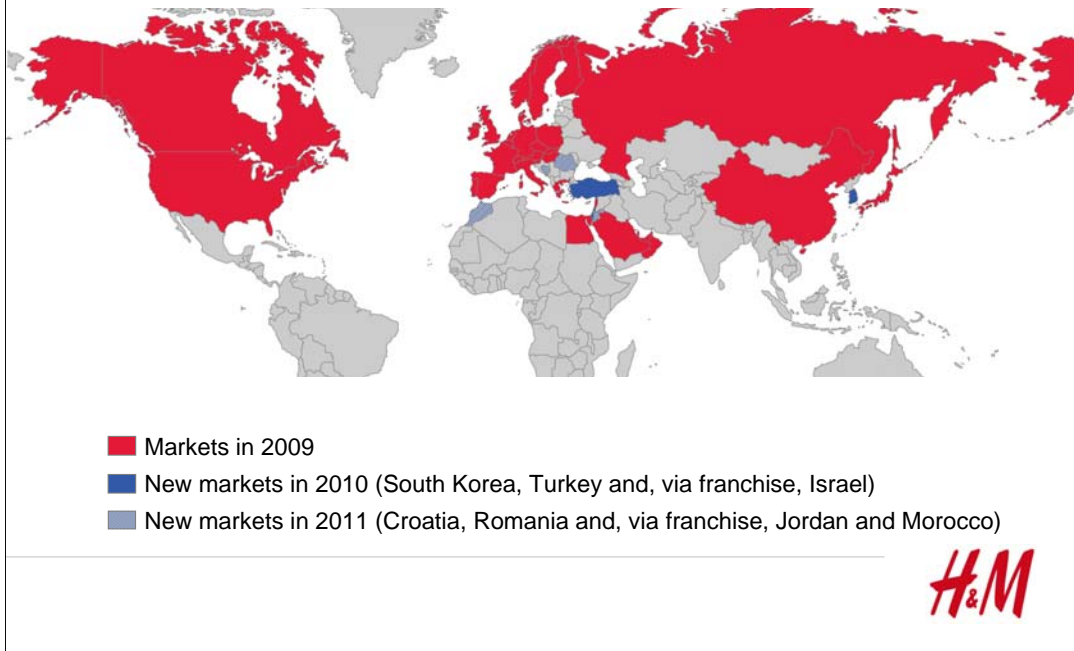 Markets in 2009
New markets in 2010 (South Korea, Turkey and, via franchise, Israel)
New markets in 2011 (Croatia, Romania and, via franchise, Jordan and Morocco)
H&M